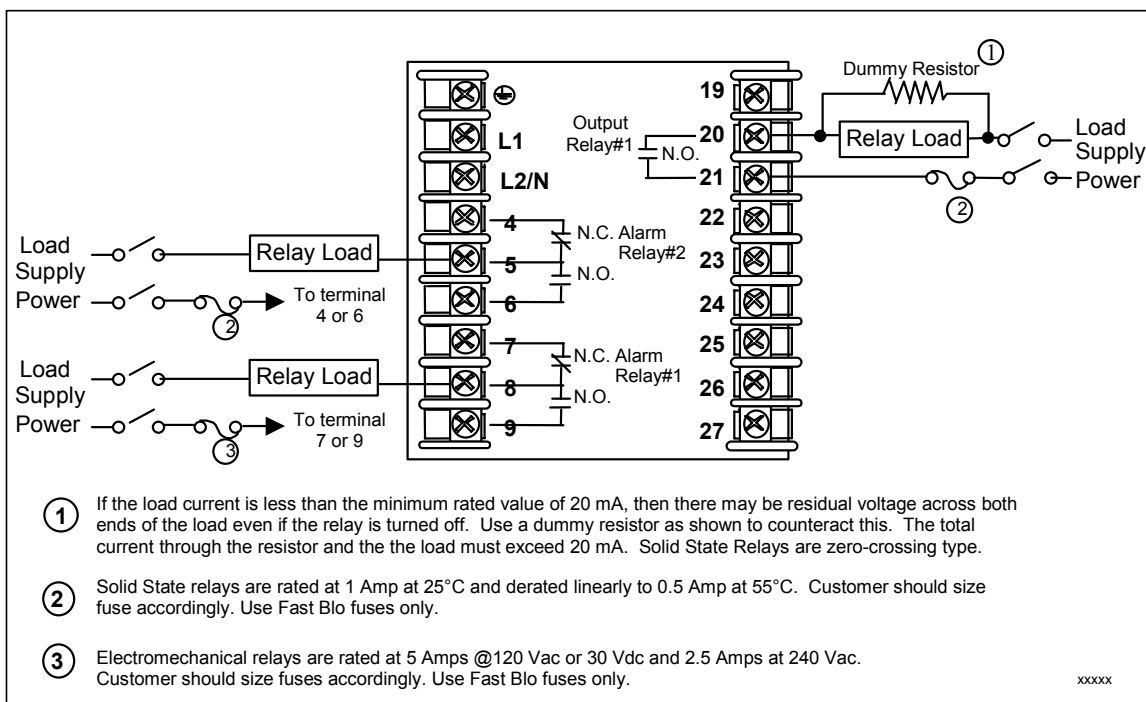 ①
Dummy Resistor
19
Output
Relay#1
20
N.O.
Relay Load
Load
Supply
L1
21
Power
L2/N
②
22
4
N.C. Alarm
Relay#2
23
Load
Supply
Relay Load
5
N.O.
24
Power
②
To terminal
4 or 6
6
25
7
N.C. Alarm
Relay#1
26
Load
Supply
Relay Load
8
N.O.
27
Power
③
To terminal
7 or 9
9
① If the load current is less than the minimum rated value of 20 mA, then there may be residual voltage across both
ends of the load even if the relay is turned off. Use a dummy resistor as shown to counteract this. The total
current through the resistor and the the load must exceed 20 mA. Solid State Relays are zero-crossing type.
② Solid State relays are rated at 1 Amp at 25°C and derated linearly to 0.5 Amp at 55°C. Customer should size
fuse accordingly. Use Fast Blo fuses only.
③ Electromechanical relays are rated at 5 Amps @120 Vac or 30 Vdc and 2.5 Amps at 240 Vac.
Customer should size fuses accordingly. Use Fast Blo fuses only.
xxxxx